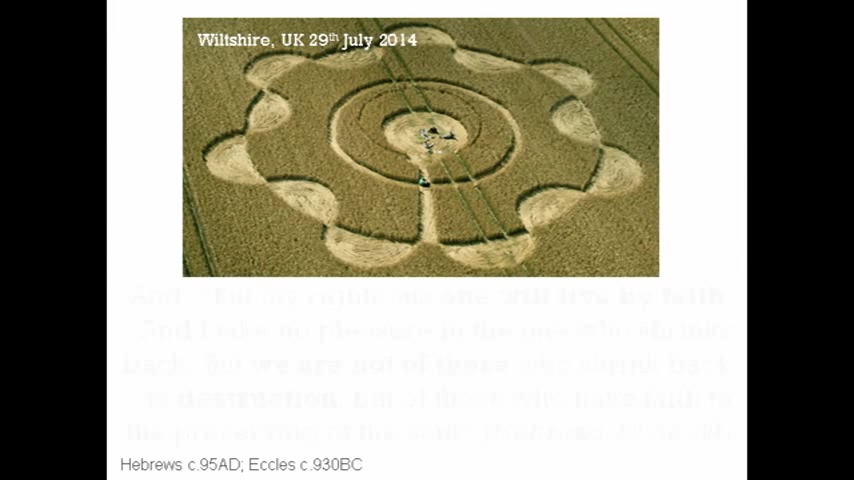 Wiltshire, UK 29th July 2014
And, "But my righteous one will live by faith.
And I take no pleasure in the one who shrinks
back. But we are not of those who shrink back
to destruction, but of those who have faith to
the preserving of the soul.
Hebrews c.95AD; Eccles c.930BC